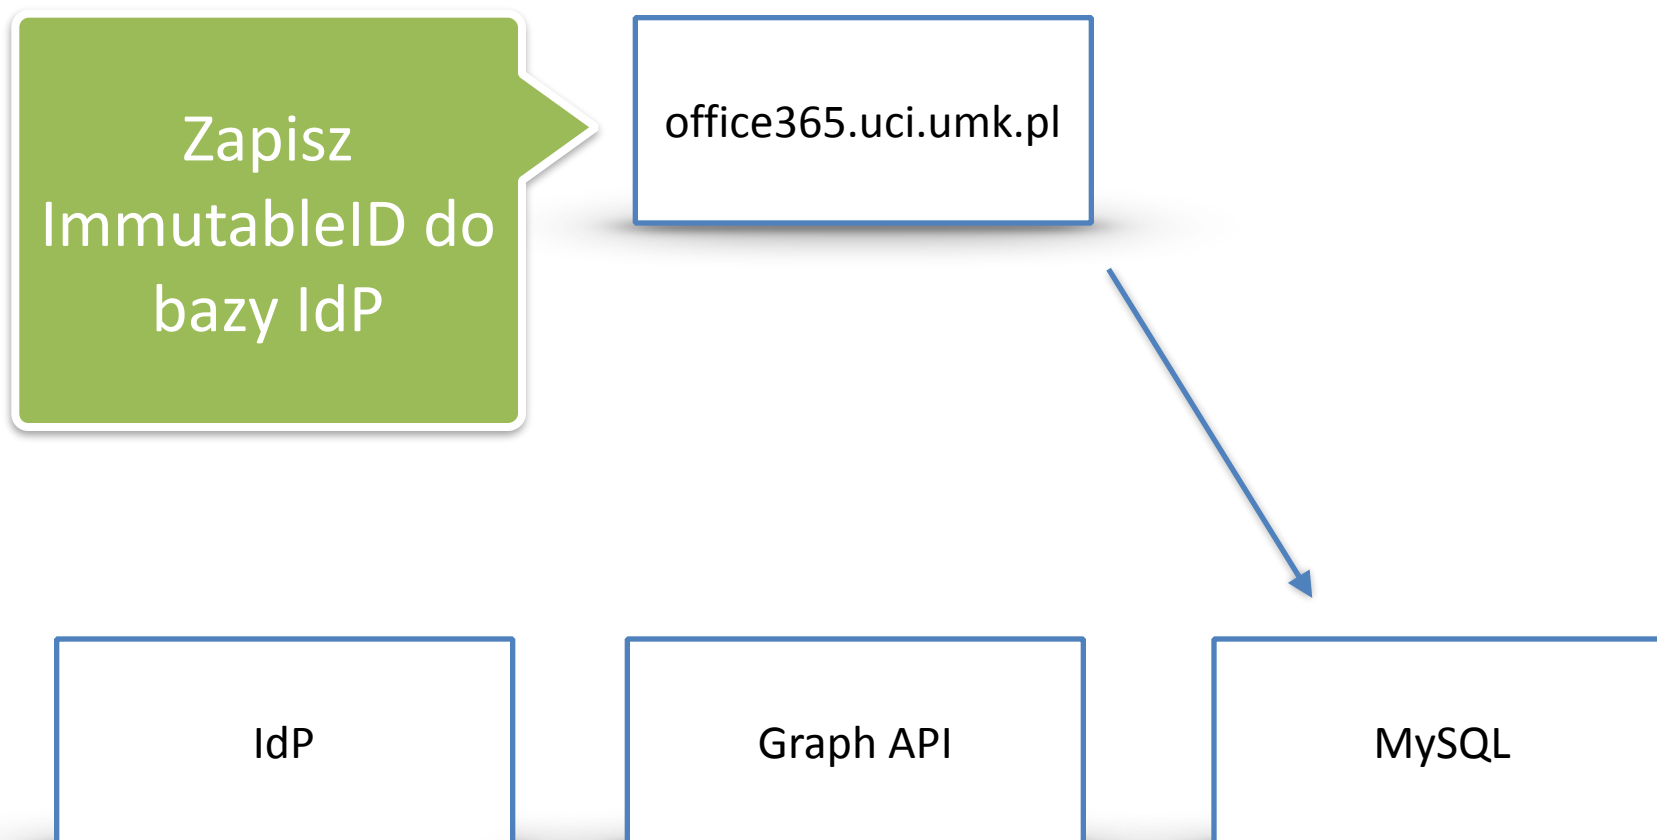 Zapisz
ImmutableID do
bazy IdP
office365.uci.umk.pl
IdP
Graph API
MySQL